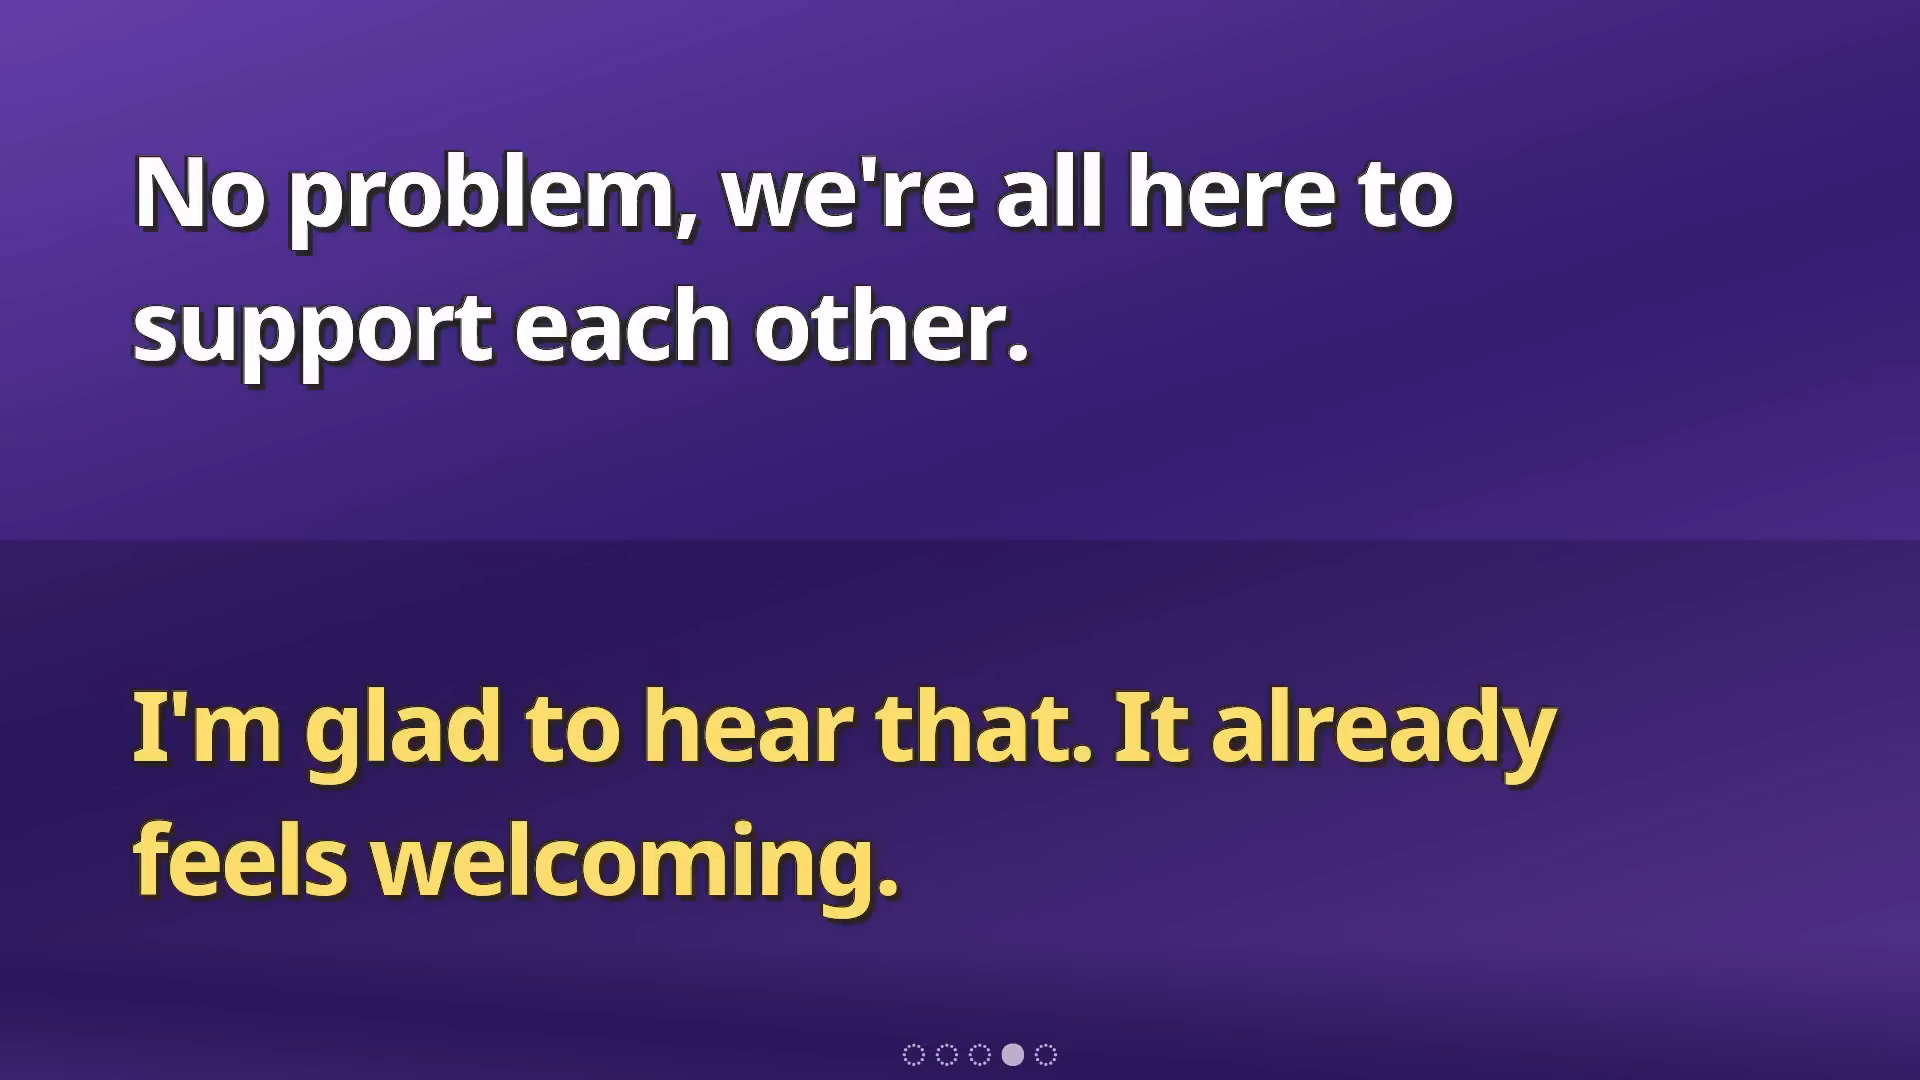 No problem, we're all here to
support each other.
I'm glad to hear that. It already
feels welcoming.